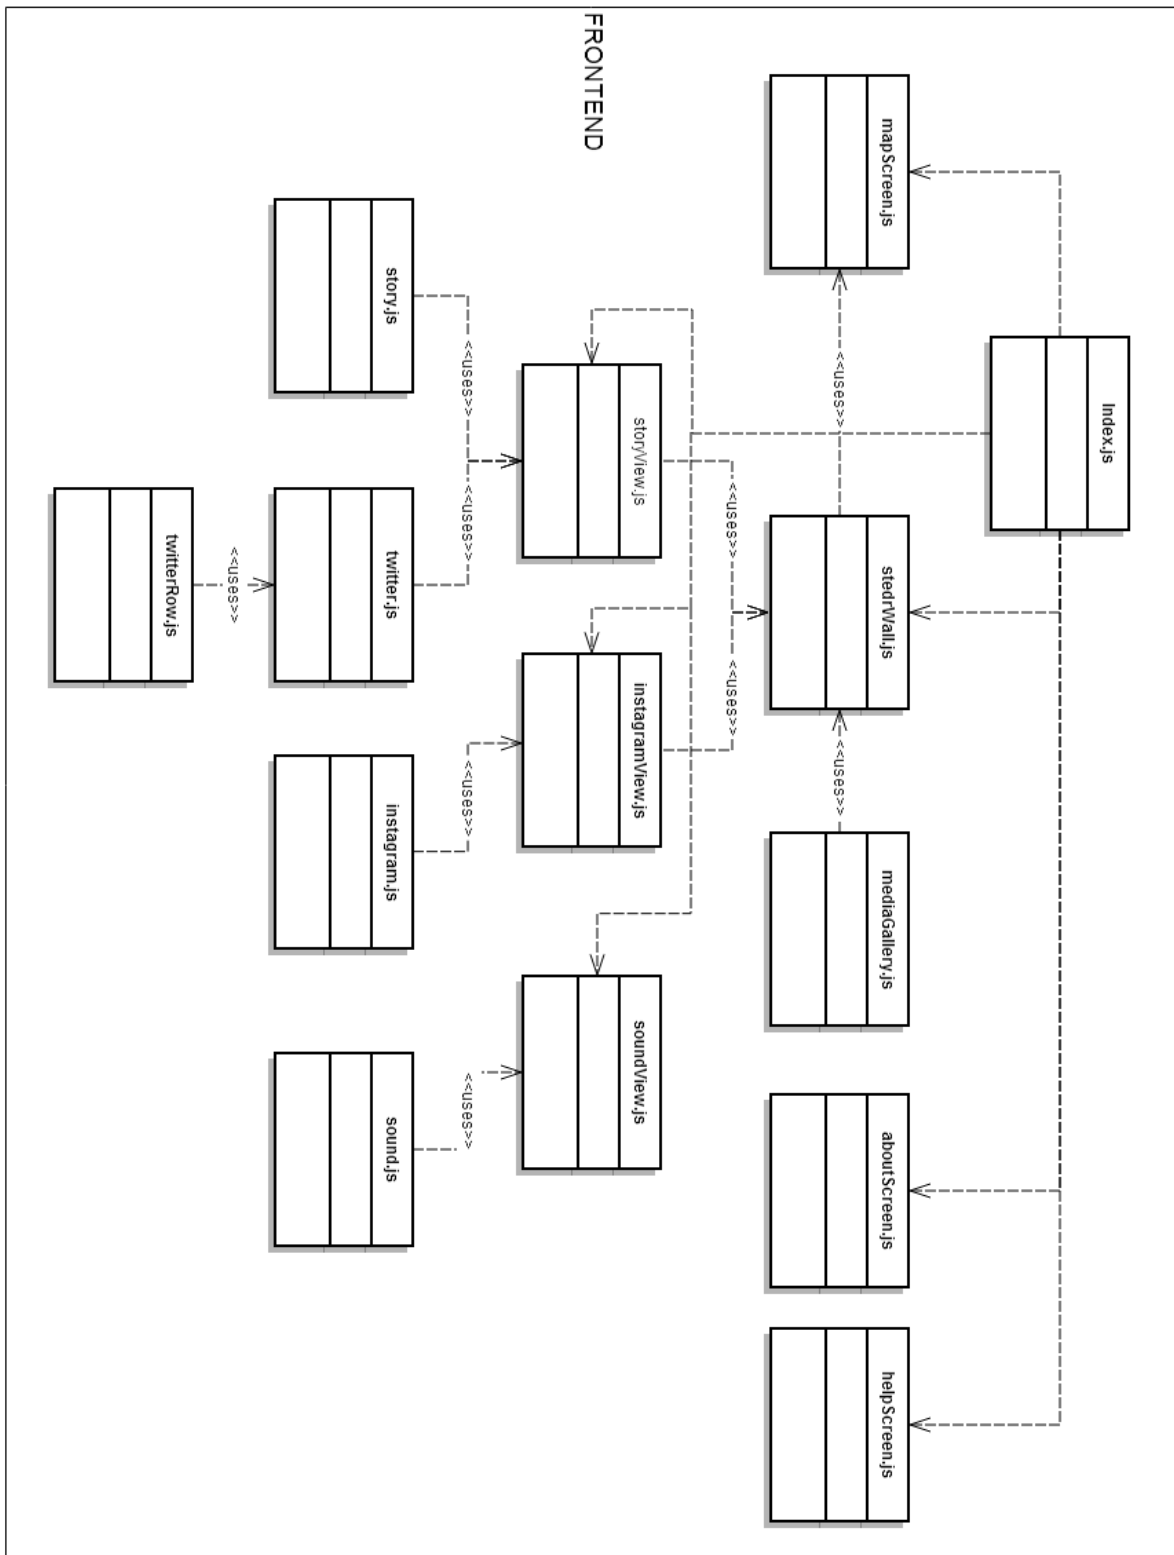 Index.js
mapScreen.js
<<uses>>
stedrWall.js
<<uses>>
mediaGallery.js
aboutScreen.js
helpScreen.js
<<uses>>
<<uses>>
storyView.js
instagramView.js
soundView.js
FRONTEND
<<uses>>
<<uses>>
<<uses>>
<<uses>>
story.js
twitter.js
instagram.js
sound.js
<<uses>>
twitterRow.js